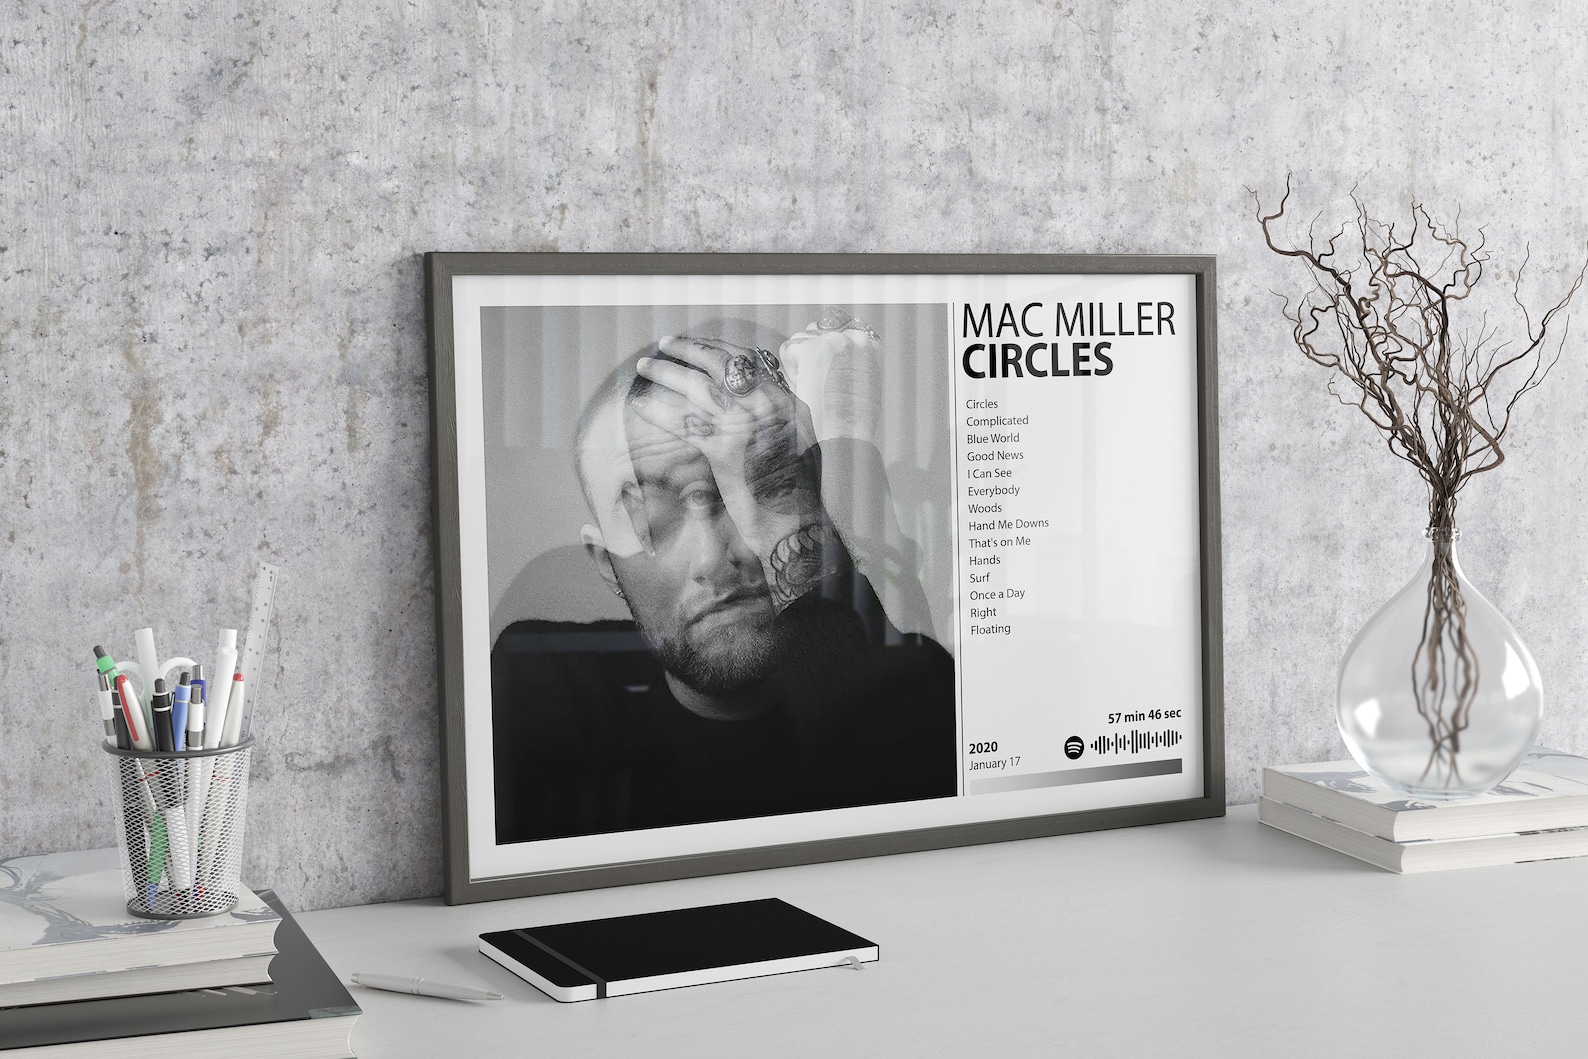 MAC MILLER
CIRCLES
Circles
Complicated
Blue World
Good News
I Can See
Everybody
Woods
Hand Me Downs
That's on Me
Hands
Surf
Once a Day
Right
Floating
57 min 46 sec
2020
January 17